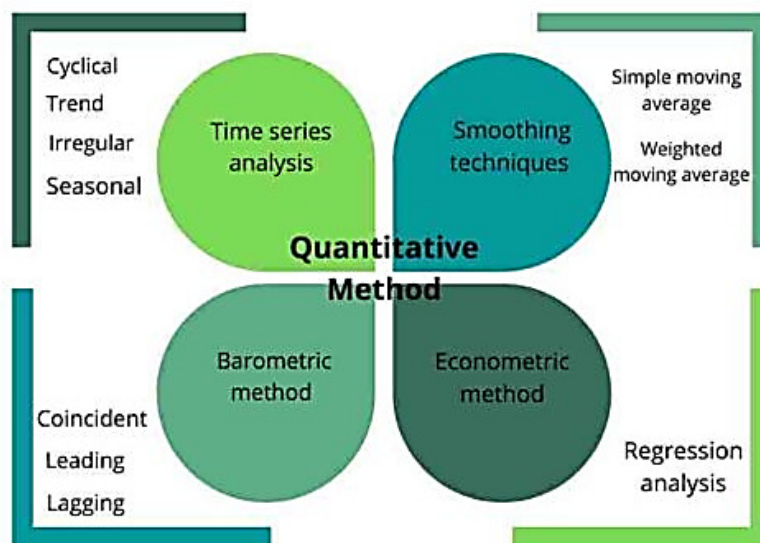 Cyclical
Trend
Irregular
Seasonal
Time series
analysis
Smoothing
techniques
Simple moving
average
Weighted
moving average
Quantitative
Method
Barometric
method
Coincident
Leading
Lagging
Econometric
method
Regression
analysis